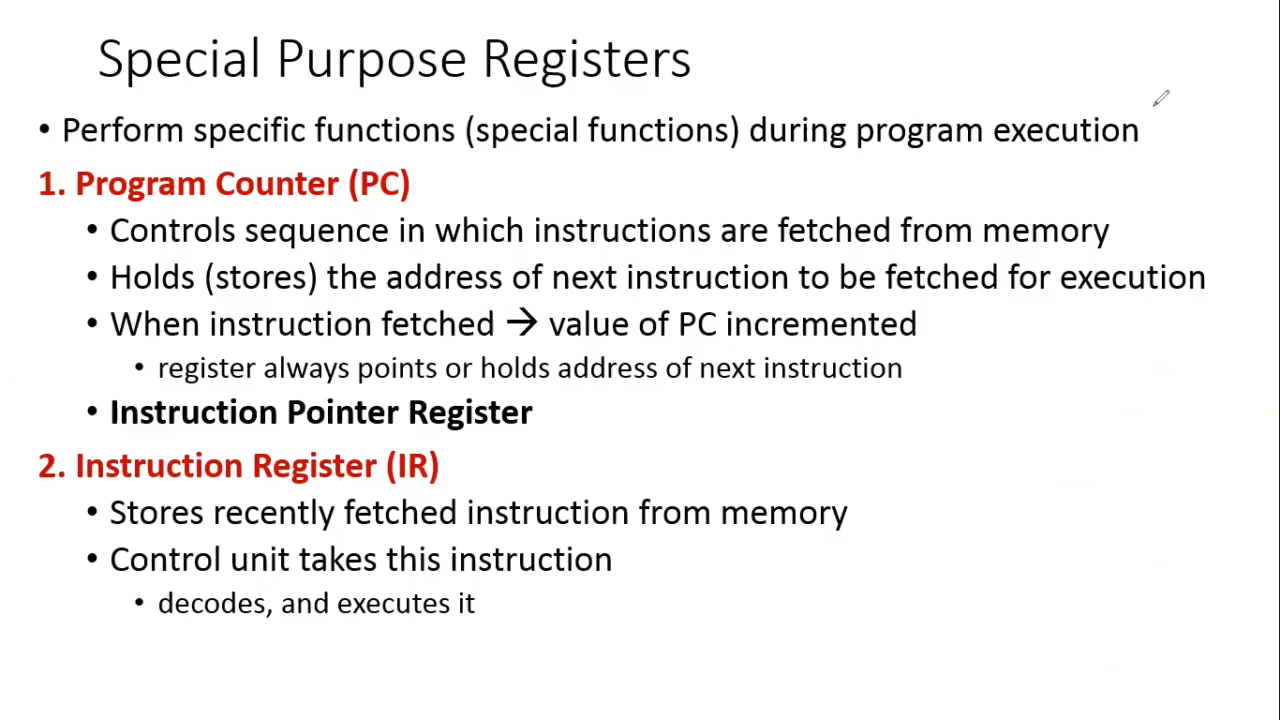 Special Purpose Registers
• Perform specific functions (special functions) during program execution
1. Program Counter (PC)
• Controls sequence in which instructions are fetched from memory
• Holds (stores) the address of next instruction to be fetched for execution
• When instruction fetched → value of PC incremented
• register always points or holds address of next instruction
• Instruction Pointer Register
2. Instruction Register (IR)
• Stores recently fetched instruction from memory
• Control unit takes this instruction
• decodes, and executes it